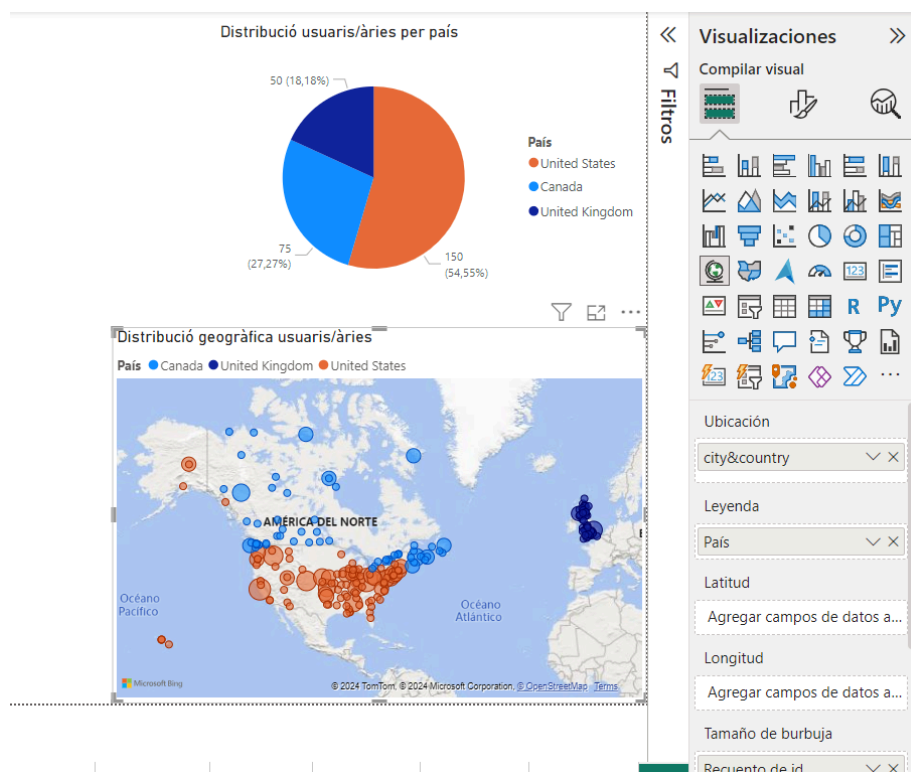 Distribució usuaris/àries per país
50 (18,18%)
75
(27,27%)
150
(54,55%)
País
United States
Canada
United Kingdom
Distribució geogràfica usuaris/àries
País Canada United Kingdom United States
AMÉRICA DEL NORTE
Océano
Pacífico
Océano
Atlántico
E
Microsoft Bing
© 2024 TomTom, © 2024 Microsoft Corporation, © OpenStreetMap Terms
Filtros
Visualizaciones
Compilar visual
123
R
Py
123
Ubicación
city&country
Leyenda
País
Latitud
Agregar campos de datos a...
Longitud
Agregar campos de datos a...
Tamaño de burbuja
Recuento de id